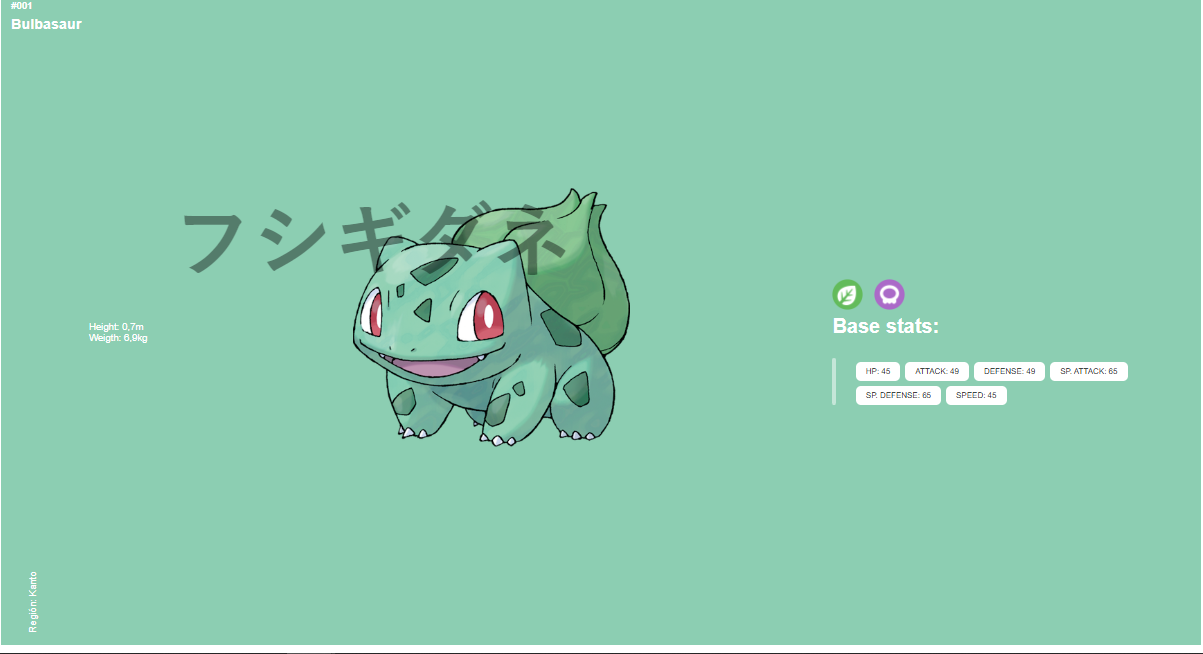 #001
Bulbasaur
フシギダネ
Height: 0,7m
Weigth: 6,9kg
Base stats:
HP: 45
ATTACK: 49
DEFENSE: 49
SP. ATTACK: 65
SP. DEFENSE: 65
SPEED: 45
Región: Kanto